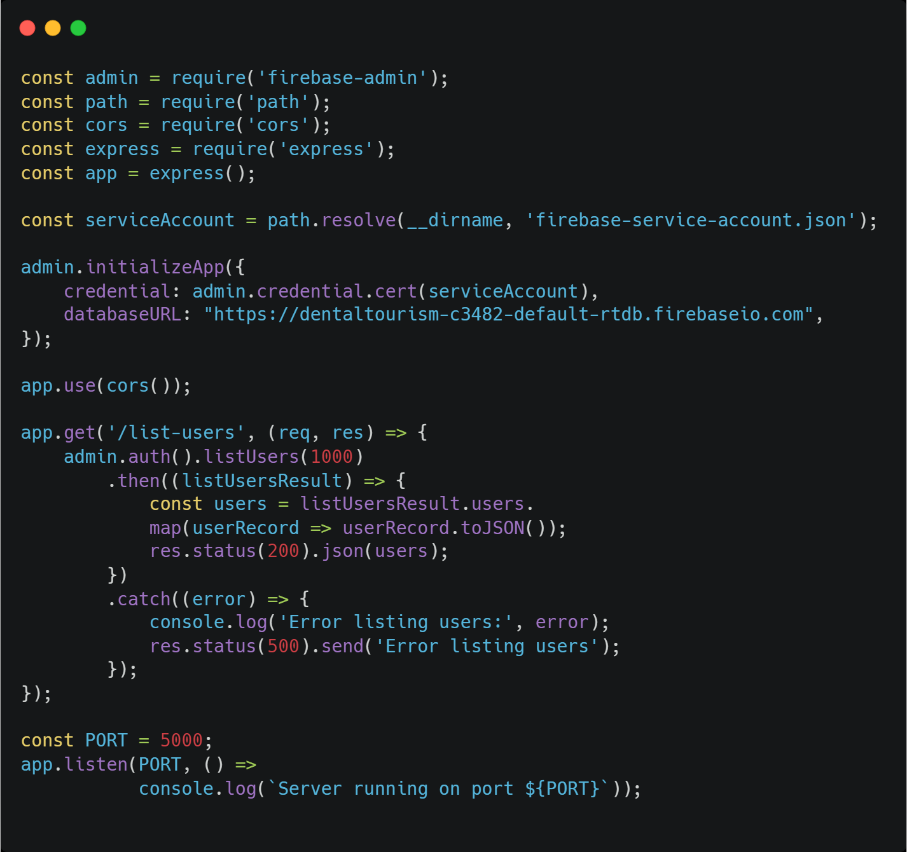 const admin = require('firebase-admin');
const path = require('path');
const cors = require('cors');
const express = require('express');
const app = express();

const serviceAccount = path.resolve(__dirname, 'firebase-service-account.json');

admin.initializeApp({
    credential: admin.credential.cert(serviceAccount),
    databaseURL: "https://dentaltourism-c3482-default-rtdb.firebaseio.com",
});

app.use(cors());

app.get('/list-users', (req, res) => {
    admin.auth().listUsers(1000)
        .then((listUsersResult) => {
            const users = listUsersResult.users.
            map(userRecord => userRecord.toJSON());
            res.status(200).json(users);
        })
        .catch((error) => {
            console.log('Error listing users:', error);
            res.status(500).send('Error listing users');
        });
});

const PORT = 5000;
app.listen(PORT, () =>
           console.log(`Server running on port ${PORT}`));